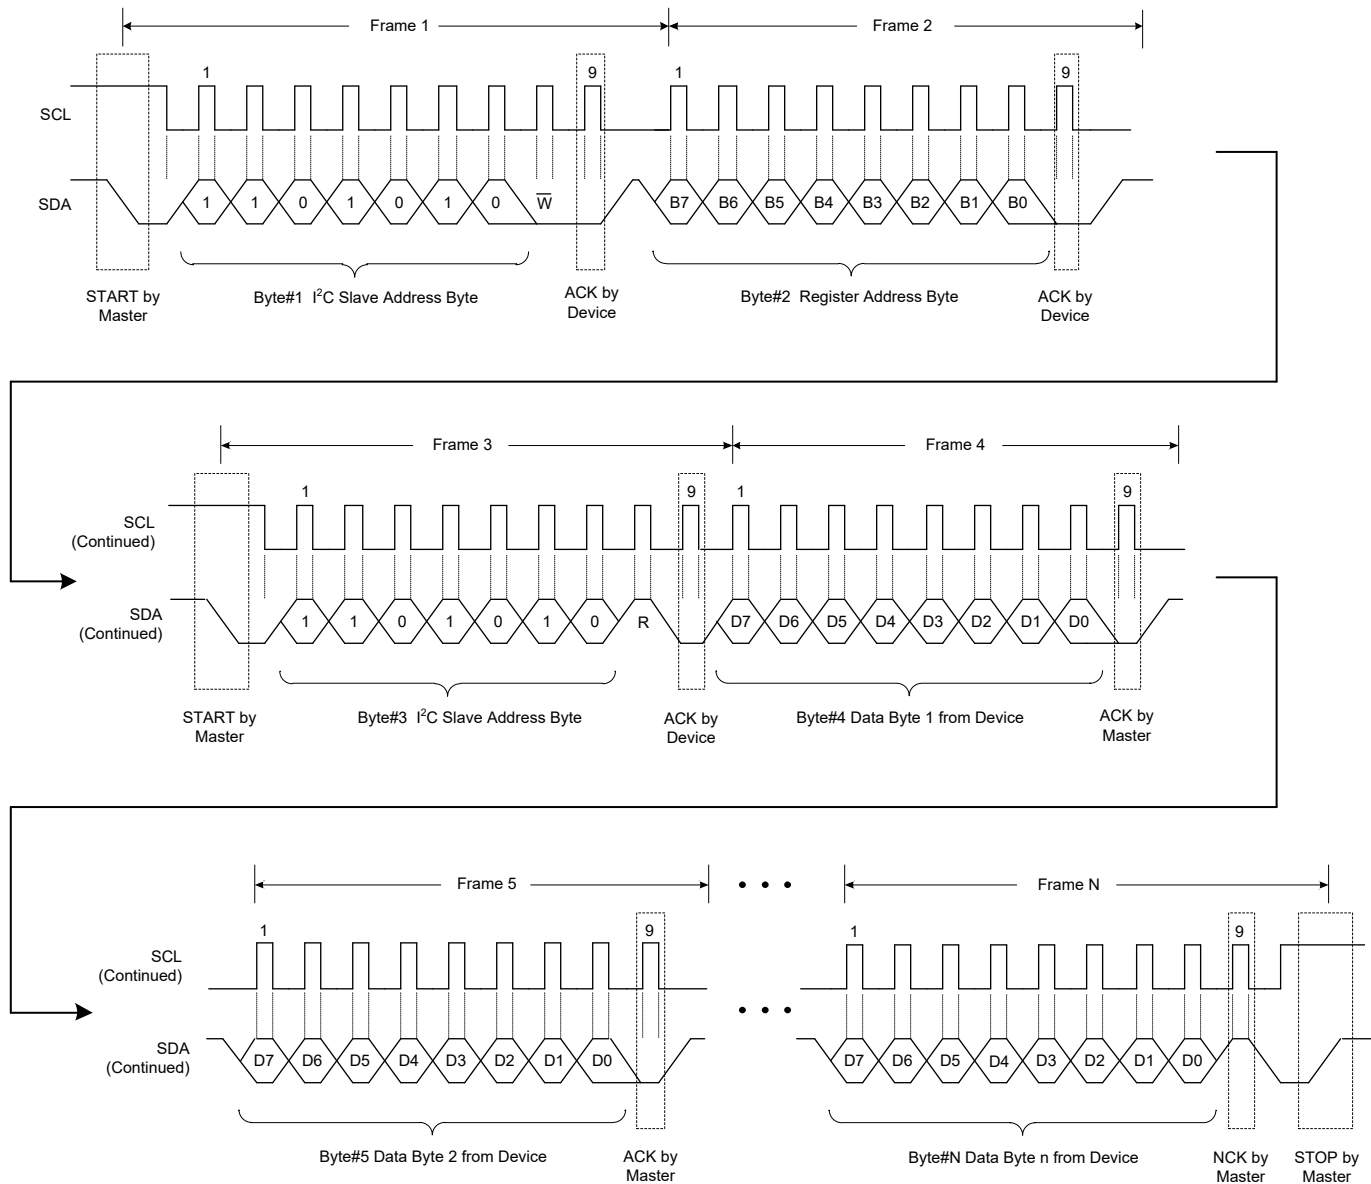 Frame 1 Frame 2
1 9 1 9
SCL
SDA 1 1 0 1 0 1 0 W̅ B7 B6 B5 B4 B3 B2 B1 B0
START by Master
Byte#1 I²C Slave Address Byte
ACK by Device
Byte#2 Register Address Byte
ACK by Device
Frame 3 Frame 4
1 9 1 9
SCL
(Continued)
SDA
(Continued)
1 1 0 1 0 1 0 R D7 D6 D5 D4 D3 D2 D1 D0
START by
Master
Byte#3 I²C Slave Address Byte
ACK by
Device
Byte#4 Data Byte 1 from Device
ACK by
Master
Frame 5 • • • Frame N
1 9 1 9
SCL
(Continued)
• • •
SDA
(Continued)
D7 D6 D5 D4 D3 D2 D1 D0 D7 D6 D5 D4 D3 D2 D1 D0
Byte#5 Data Byte 2 from Device
ACK by
Master
Byte#N Data Byte n from Device
NCK by
Master
STOP by
Master